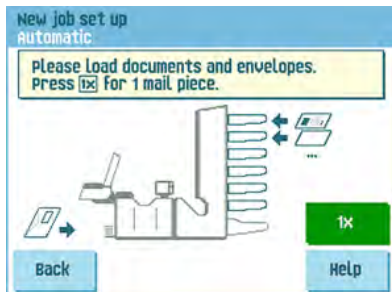 New job set up
Automatic
Please load documents and envelopes.
Press 1x for 1 mail piece.
...
1x
Back
Help